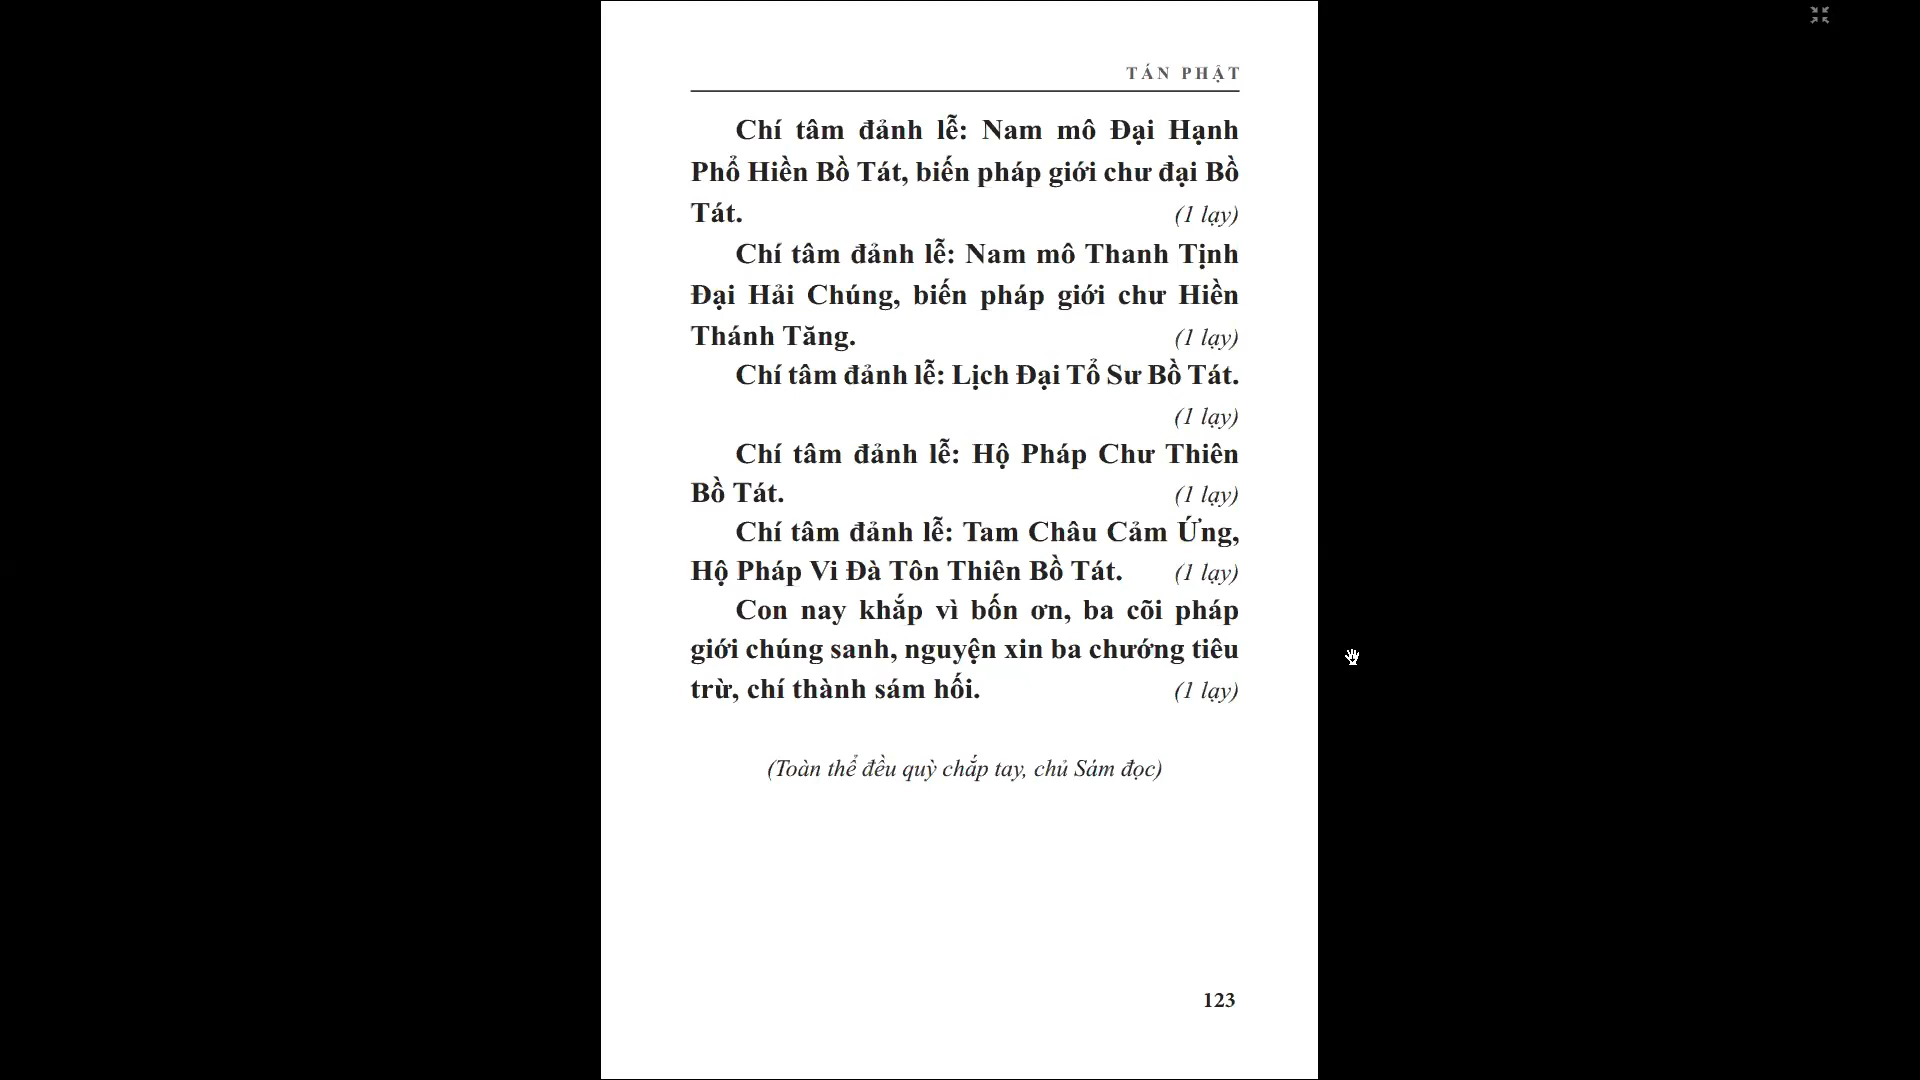 TÁN PHẬT
Chí tâm đảnh lễ: Nam mô Đại Hạnh
Phổ Hiền Bồ Tát, biến pháp giới chư đại Bồ
Tát. (1 lạy)
Chí tâm đảnh lễ: Nam mô Thanh Tịnh
Đại Hải Chúng, biến pháp giới chư Hiền
Thánh Tăng. (1 lạy)
Chí tâm đảnh lễ: Lịch Đại Tổ Sư Bồ Tát.
(1 lạy)
Chí tâm đảnh lễ: Hộ Pháp Chư Thiên
Bồ Tát. (1 lạy)
Chí tâm đảnh lễ: Tam Châu Cảm Ứng,
Hộ Pháp Vi Đà Tôn Thiên Bồ Tát. (1 lạy)
Con nay khắp vì bốn ơn, ba cõi pháp
giới chúng sanh, nguyện xin ba chướng tiêu
trừ, chí thành sám hối. (1 lạy)
(Toàn thể đều quỳ chắp tay, chủ Sám đọc)
123